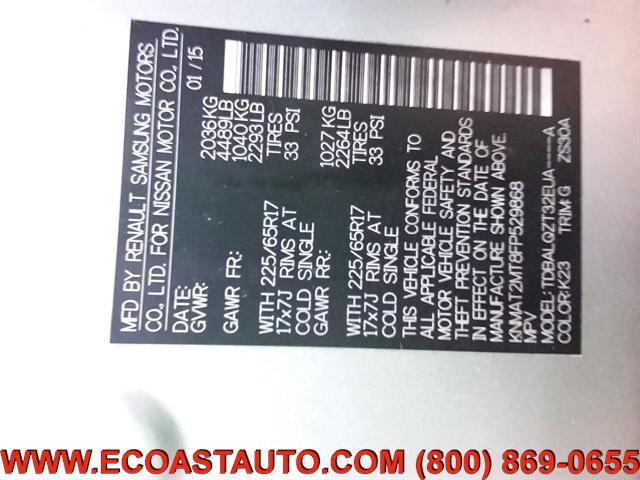 MFD BY RENAULT SAMSUNG MOTORS
CO., LTD. FOR NISSAN MOTOR CO., LTD.
DATE: 01/15
GVWR: 2036KG
4489LB
GAWR FR: 1040KG
2293LB
WITH 225/65R17 TIRES
17x7J RIMS AT 33 PSI
COLD SINGLE
GAWR RR: 1027 KG
2264LB
WITH 225/65R17 TIRES
17x7J RIMS AT 33 PSI
COLD SINGLE
THIS VEHICLE CONFORMS TO
ALL APPLICABLE FEDERAL
MOTOR VEHICLE SAFETY AND
THEFT PREVENTION STANDARDS
IN EFFECT ON THE DATE OF
MANUFACTURE SHOWN ABOVE.
KNMAT2MT8FP529868
MPV
MODEL: TDBALQZT32EUA-----A
COLOR:K23 TRIM: G ZS30A
WWW.ECOASTAUTO.COM (800) 869-0655